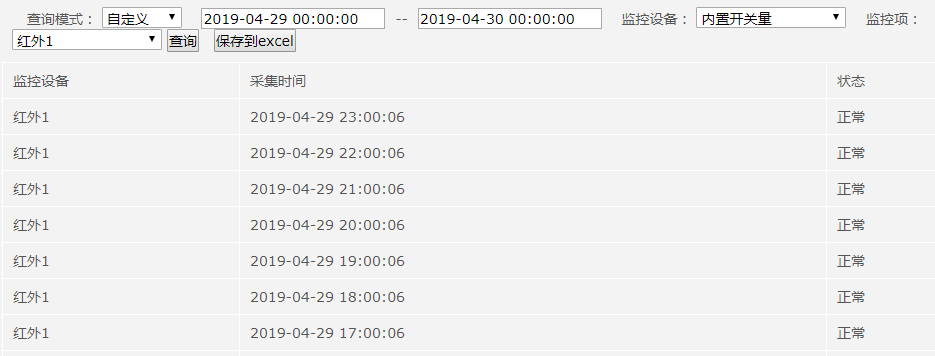 查询模式： 自定义 2019-04-29 00:00:00 -- 2019-04-30 00:00:00 监控设备： 内置开关量 监控项：
红外1 查询 保存到excel
监控设备 采集时间 状态
红外1 2019-04-29 23:00:06 正常
红外1 2019-04-29 22:00:06 正常
红外1 2019-04-29 21:00:06 正常
红外1 2019-04-29 20:00:06 正常
红外1 2019-04-29 19:00:06 正常
红外1 2019-04-29 18:00:06 正常
红外1 2019-04-29 17:00:06 正常